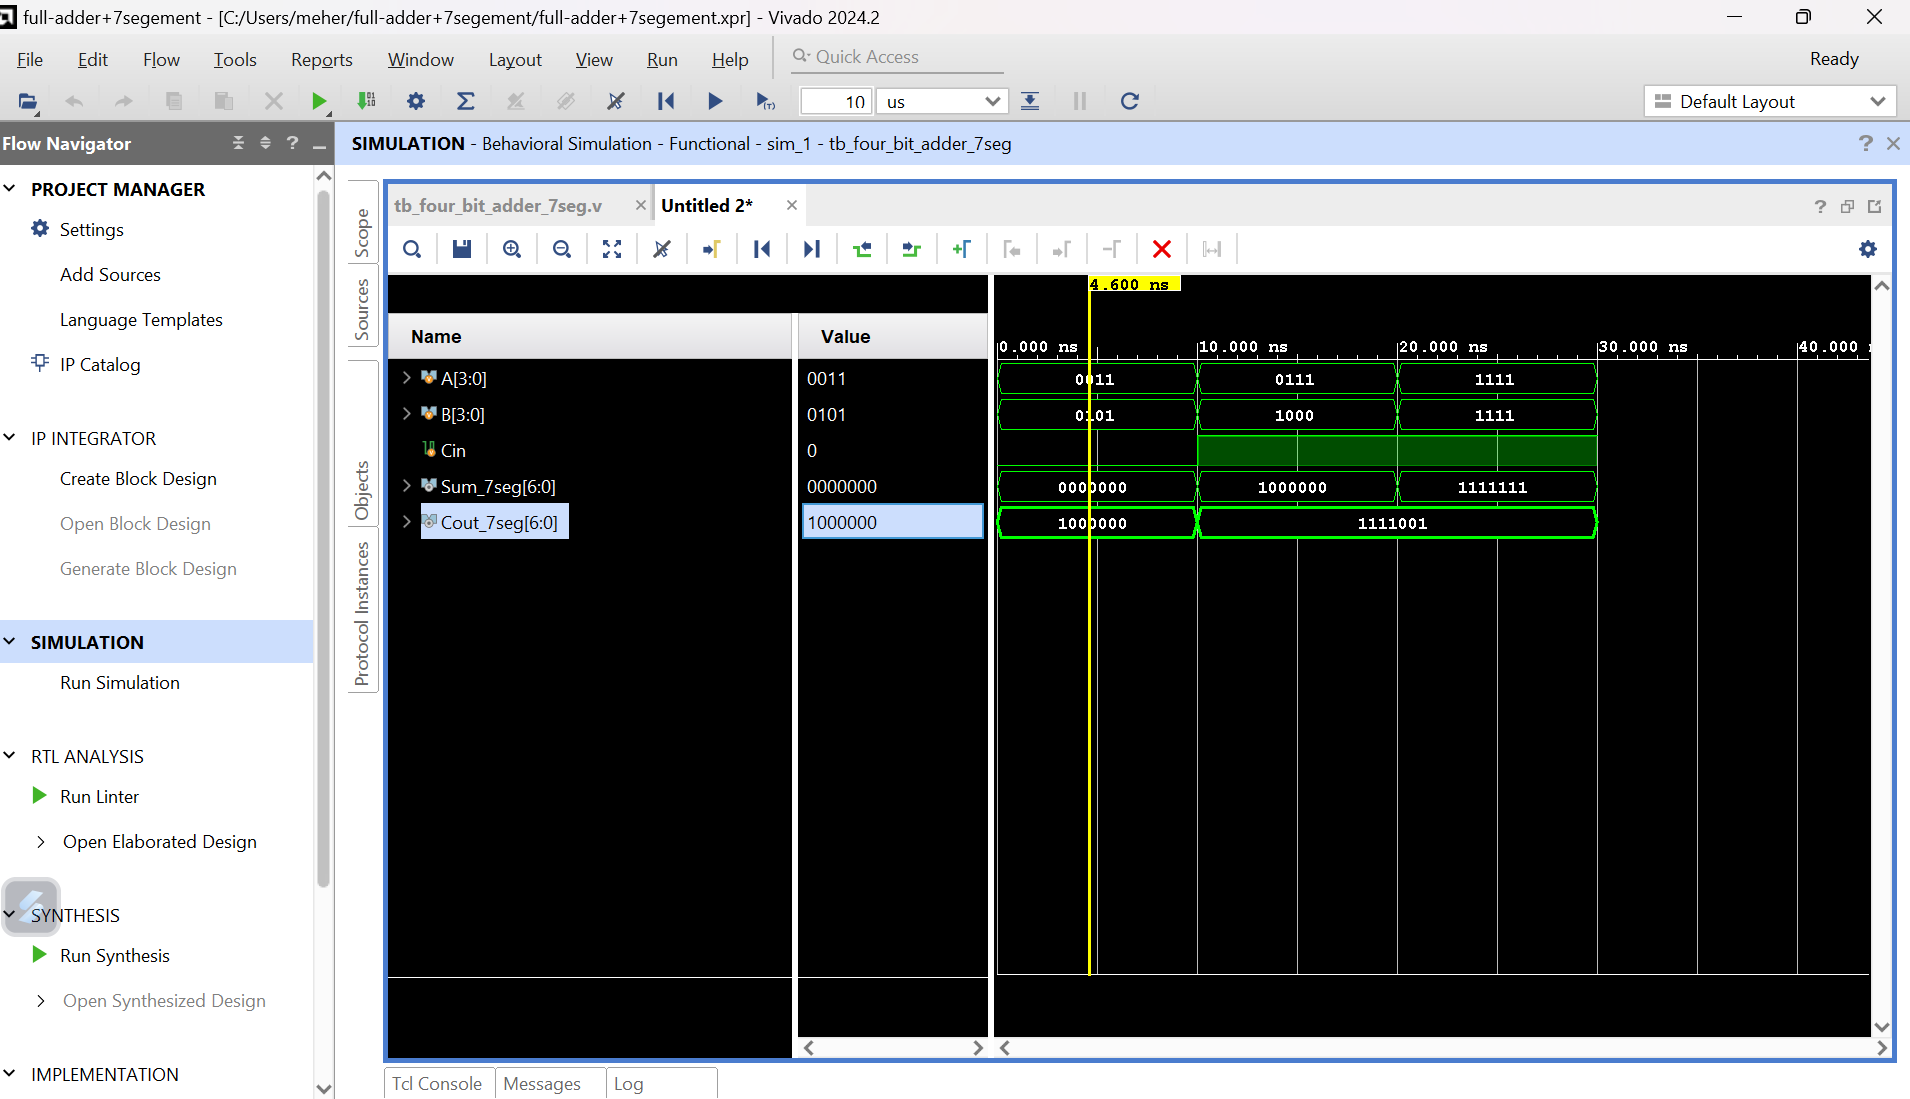 full-adder+7segement - [C:/Users/meher/full-adder+7segement/full-adder+7segement.xpr] - Vivado 2024.2
File Edit Flow Tools Reports Window Layout View Run Help Quick Access Ready
10 us Default Layout
Flow Navigator
SIMULATION - Behavioral Simulation - Functional - sim_1 - tb_four_bit_adder_7seg
PROJECT MANAGER
Settings
Add Sources
Language Templates
IP Catalog
IP INTEGRATOR
Create Block Design
Open Block Design
Generate Block Design
SIMULATION
Run Simulation
RTL ANALYSIS
Run Linter
Open Elaborated Design
SYNTHESIS
Run Synthesis
Open Synthesized Design
IMPLEMENTATION
Scope
Sources
Objects
Protocol Instances
tb_four_bit_adder_7seg.v Untitled 2*
4.600 ns
Name Value
0.000 ns 10.000 ns 20.000 ns 30.000 ns 40.000
A[3:0] 0011 0011 0111 1111
B[3:0] 0101 0101 1000 1111
Cin 0
Sum_7seg[6:0] 0000000 0000000 1000000 1111111
Cout_7seg[6:0] 1000000 1000000 1111001
Tcl Console Messages Log